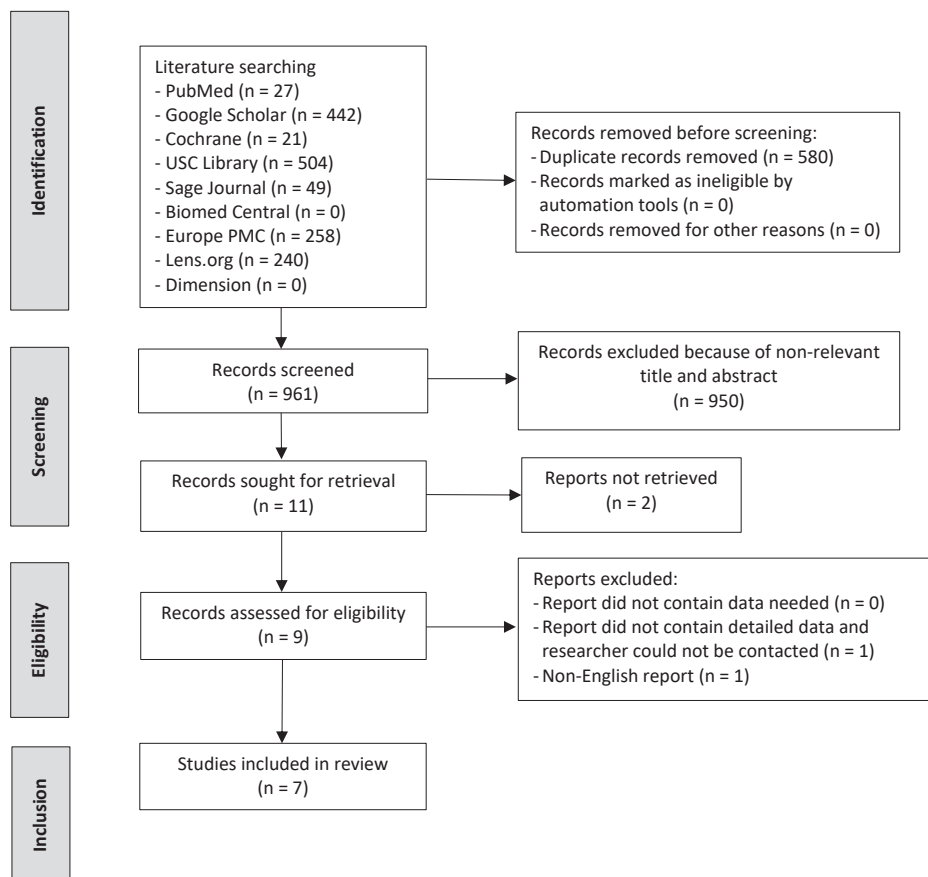 Identification
Literature searching
- PubMed (n = 27)
- Google Scholar (n = 442)
- Cochrane (n = 21)
- USC Library (n = 504)
- Sage Journal (n = 49)
- Biomed Central (n = 0)
- Europe PMC (n = 258)
- Lens.org (n = 240)
- Dimension (n = 0)
Records removed before screening:
- Duplicate records removed (n = 580)
- Records marked as ineligible by
automation tools (n = 0)
- Records removed for other reasons (n = 0)
Screening
Records screened
(n = 961)
Records excluded because of non-relevant
title and abstract
(n = 950)
Records sought for retrieval
(n = 11)
Reports not retrieved
(n = 2)
Eligibility
Records assessed for eligibility
(n = 9)
Reports excluded:
- Report did not contain data needed (n = 0)
- Report did not contain detailed data and
researcher could not be contacted (n = 1)
- Non-English report (n = 1)
Inclusion
Studies included in review
(n = 7)